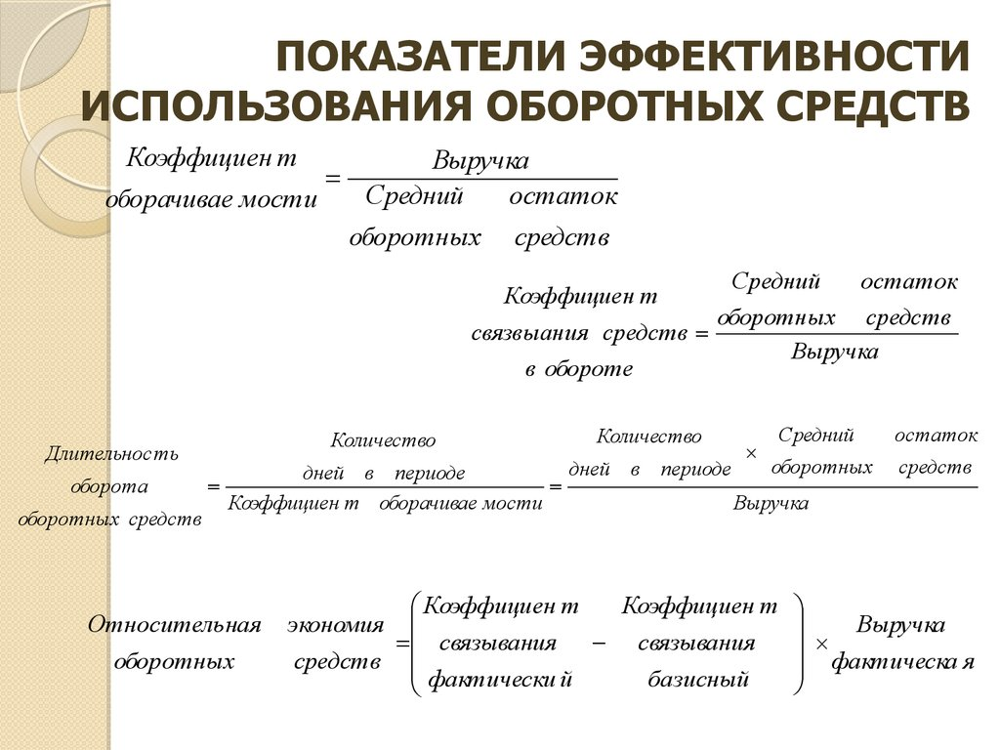 ПОКАЗАТЕЛИ ЭФФЕКТИВНОСТИ
ИСПОЛЬЗОВАНИЯ ОБОРОТНЫХ СРЕДСТВ
Коэффициен т
оборачивае мости
=
Выручка
Средний остаток
оборотных средств
Коэффициен т
связвыания средств =
в обороте
Средний остаток
оборотных средств
Выручка
Длительность
оборота
оборотных средств
=
Количество
дней в периоде
Коэффициен т оборачивае мости
=
Количество
дней в периоде
×
Средний остаток
оборотных средств
Выручка
Относительная экономия
оборотных средств
=
( Коэффициен т
связывания
фактически й
−
Коэффициен т
связывания
базисный )
×
Выручка
фактическа я